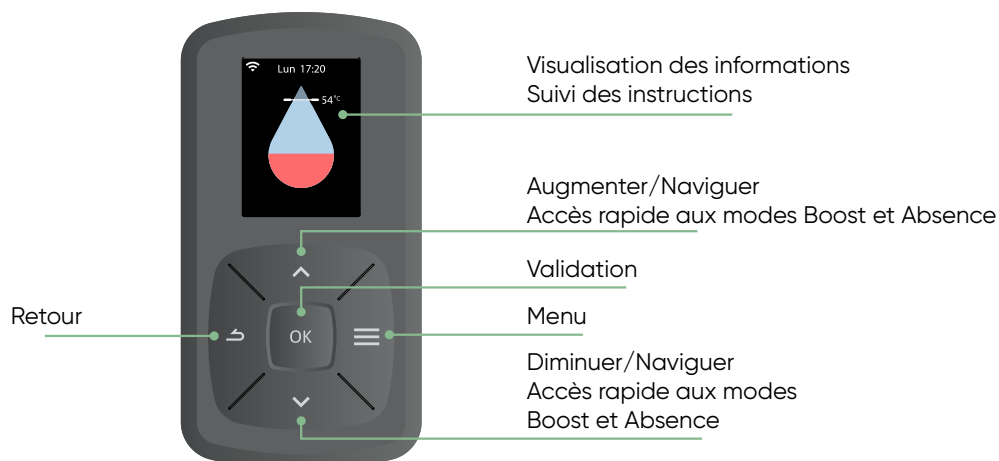 Lun 17:20
54°C
Visualisation des informations
Suivi des instructions
Augmenter/Naviguer
Accès rapide aux modes Boost et Absence
Validation
Retour
OK
Menu
Diminuer/Naviguer
Accès rapide aux modes
Boost et Absence